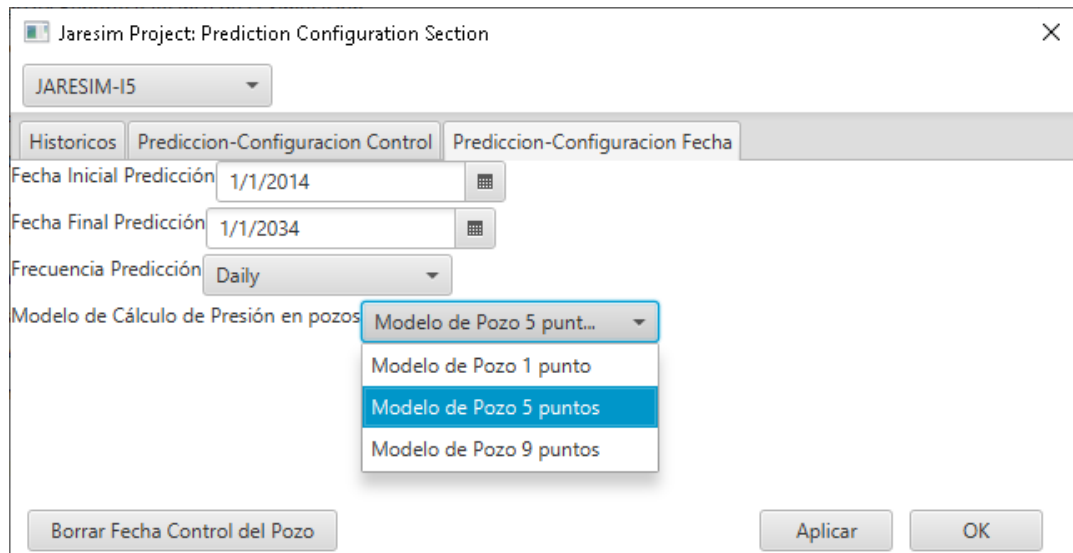 Jaresim Project: Prediction Configuration Section
JARESIM-I5
Historicos Prediccion-Configuracion Control Prediccion-Configuracion Fecha
Fecha Inicial Predicción 1/1/2014
Fecha Final Predicción 1/1/2034
Frecuencia Predicción Daily
Modelo de Cálculo de Presión en pozos Modelo de Pozo 5 punt...
Modelo de Pozo 1 punto
Modelo de Pozo 5 puntos
Modelo de Pozo 9 puntos
Borrar Fecha Control del Pozo Aplicar OK